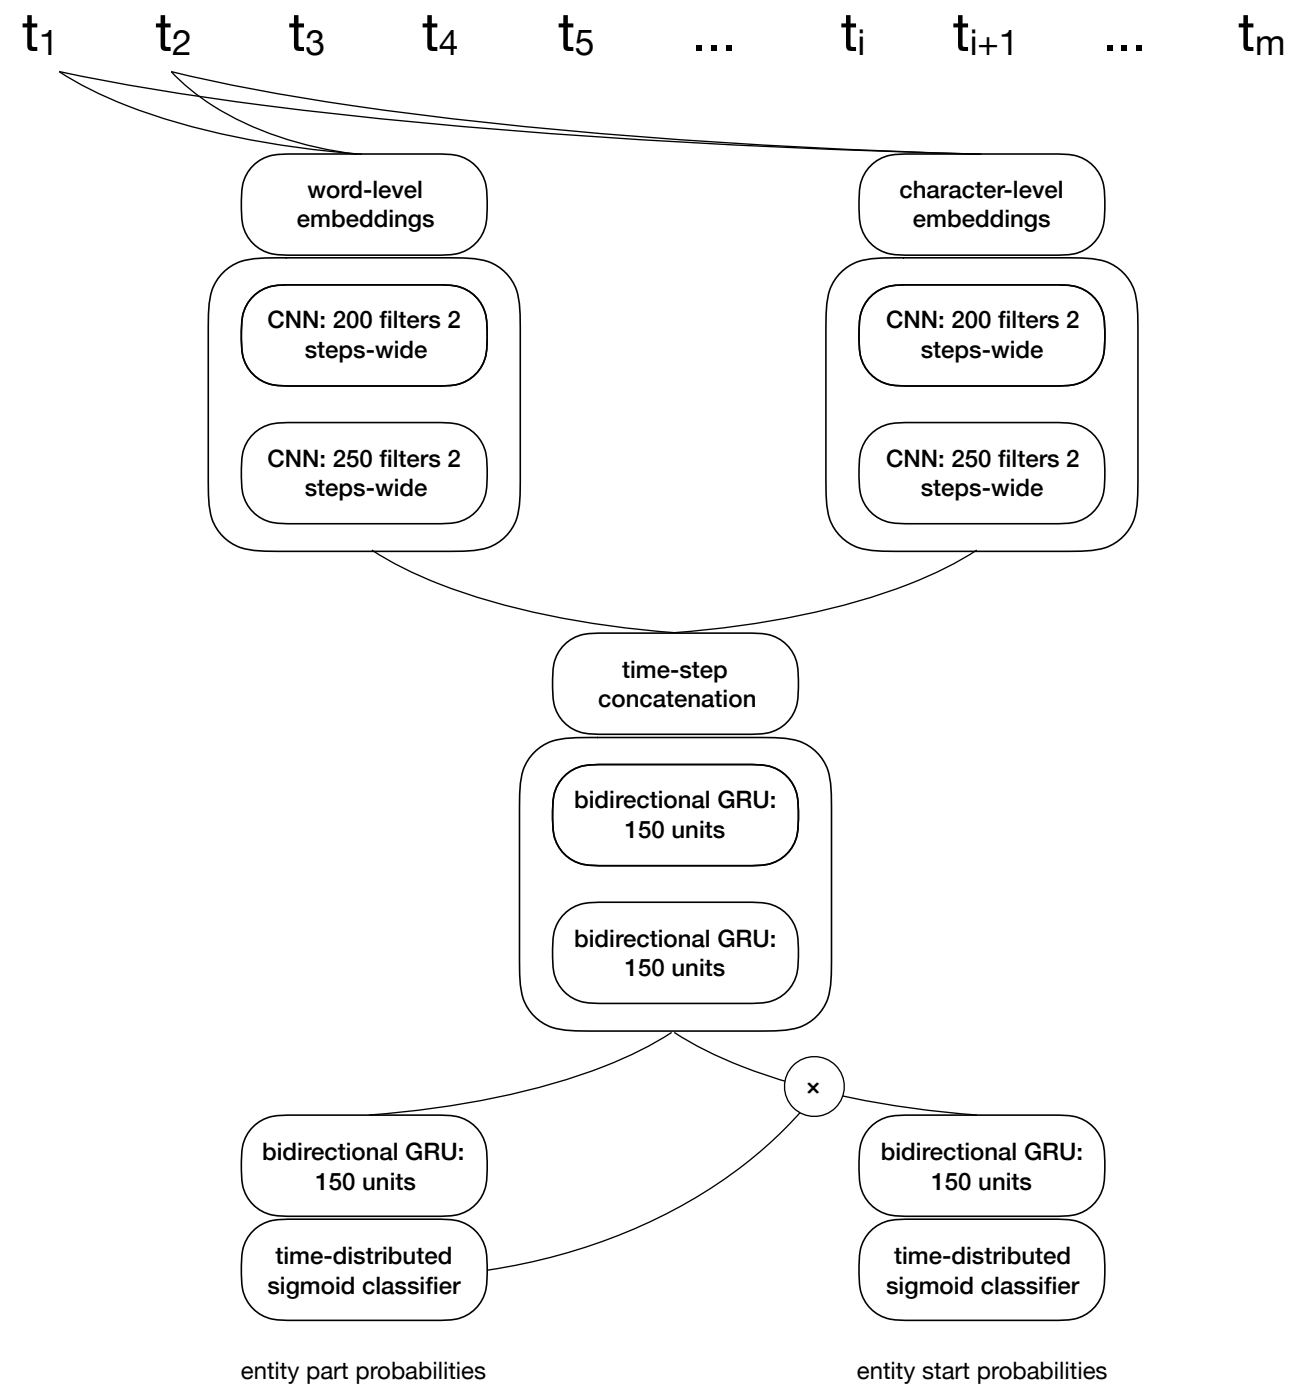 t1 t2 t3 t4 t5 ... ti ti+1 ... tm
word-level
embeddings
character-level
embeddings
CNN: 200 filters 2
steps-wide
CNN: 200 filters 2
steps-wide
CNN: 250 filters 2
steps-wide
CNN: 250 filters 2
steps-wide
time-step
concatenation
bidirectional GRU:
150 units
bidirectional GRU:
150 units
×
bidirectional GRU:
150 units
bidirectional GRU:
150 units
time-distributed
sigmoid classifier
time-distributed
sigmoid classifier
entity part probabilities
entity start probabilities